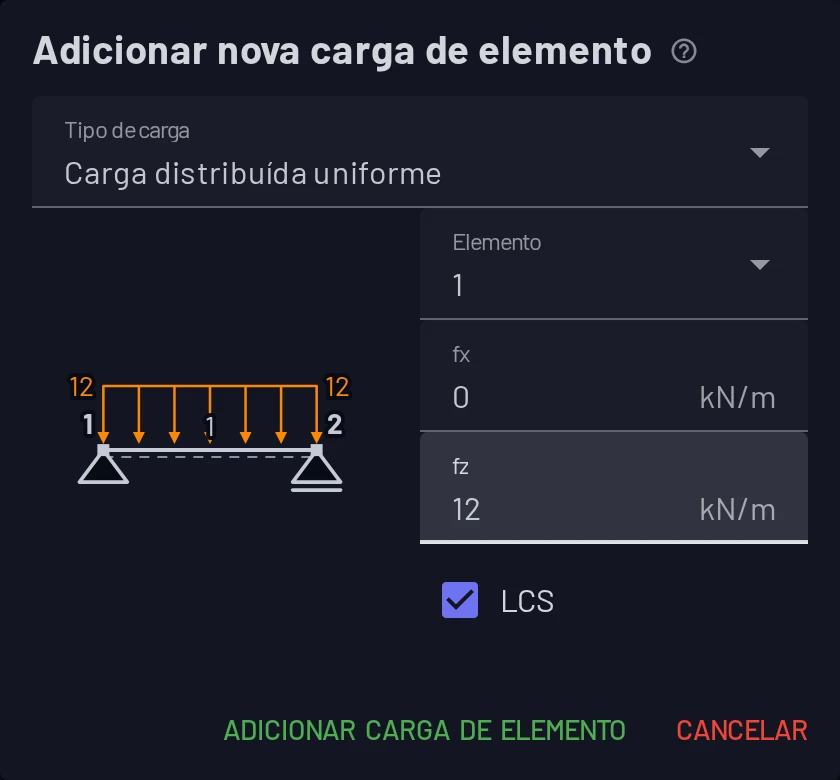 Adicionar nova carga de elemento ?
Tipo de carga
Carga distribuída uniforme
Elemento
1
fx
0 kN/m
fz
12 kN/m
LCS
12 12
1 1 2
ADICIONAR CARGA DE ELEMENTO CANCELAR